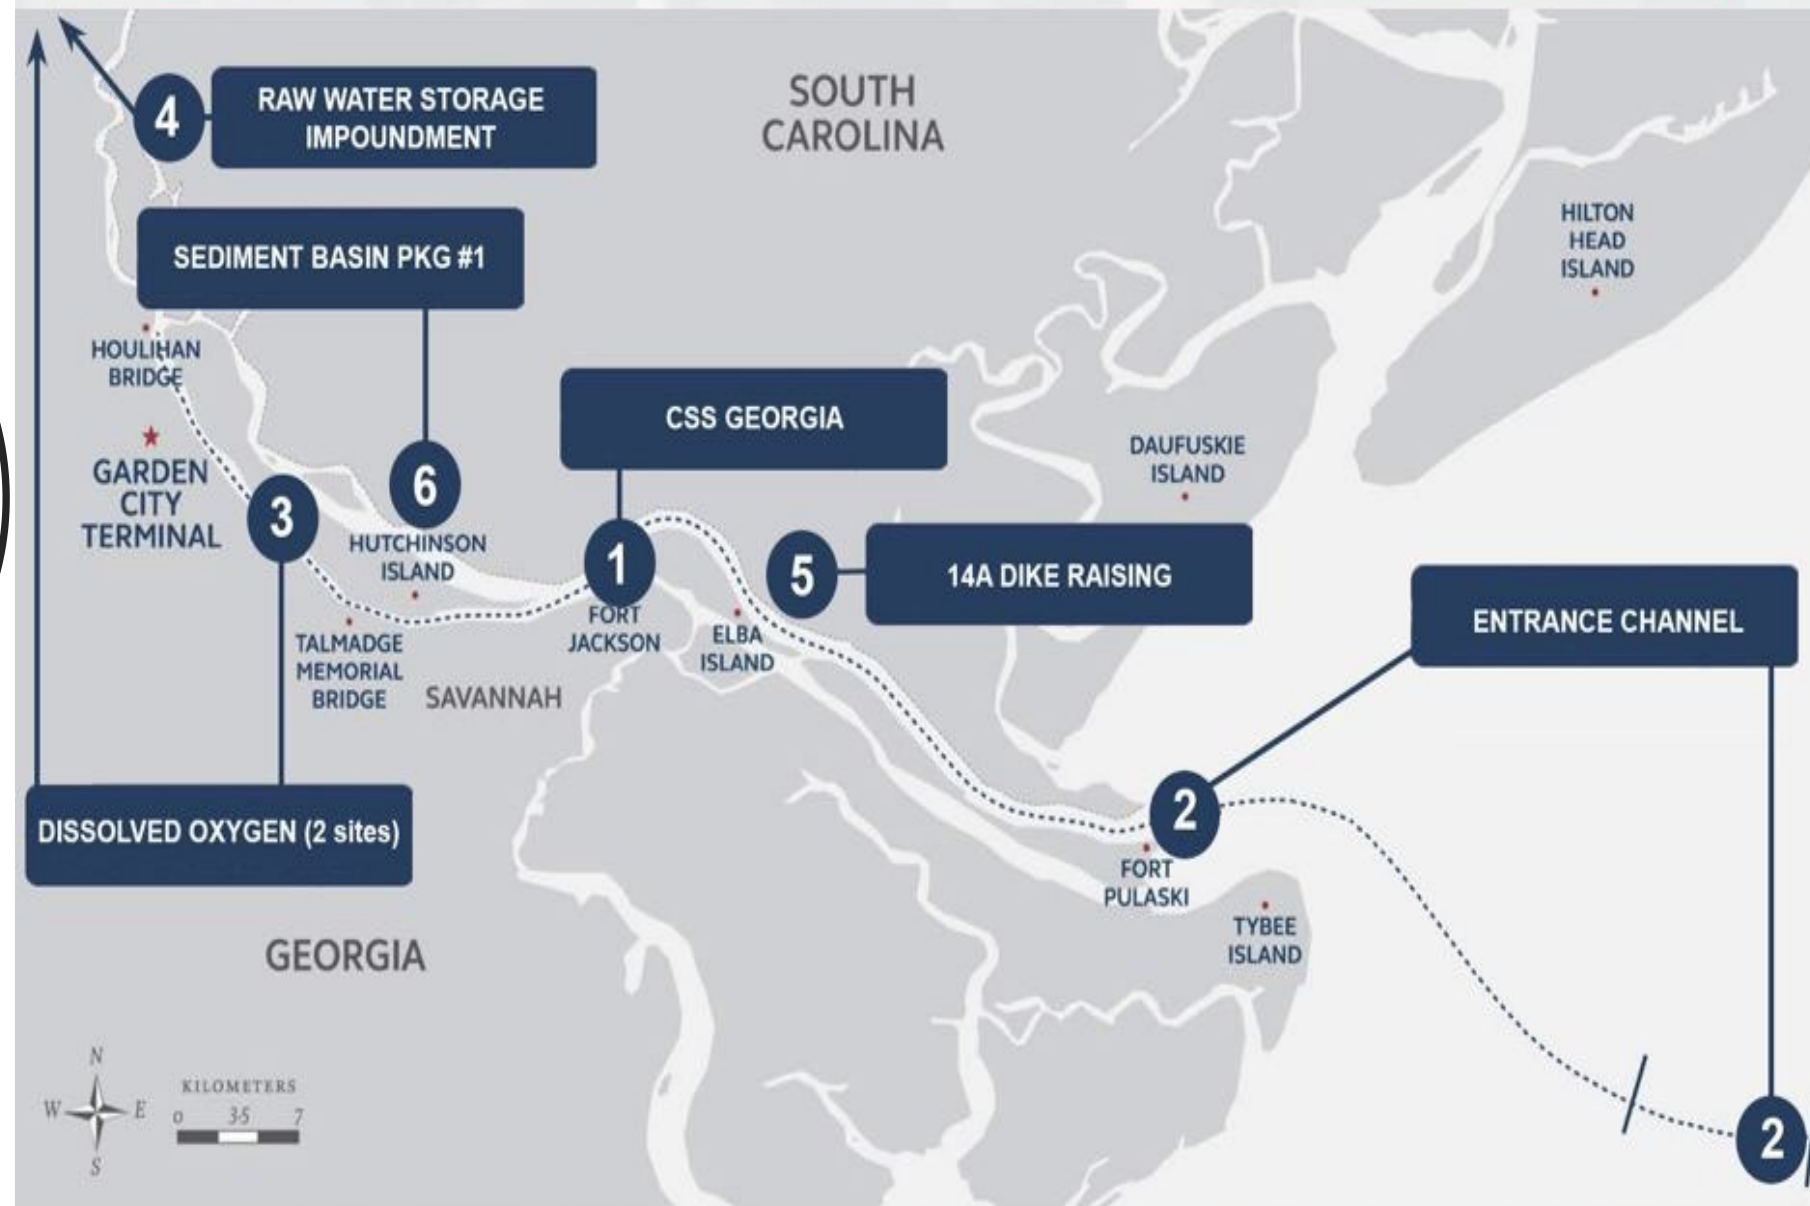 4
RAW WATER STORAGE
IMPOUNDMENT
SOUTH
CAROLINA
SEDIMENT BASIN PKG #1
HILTON
HEAD
ISLAND
HOULIHAN
BRIDGE
CSS GEORGIA
GARDEN
CITY
TERMINAL
DAUFUSKIE
ISLAND
6
3
HUTCHINSON
ISLAND
1
FORT
JACKSON
5
14A DIKE RAISING
ENTRANCE CHANNEL
ELBA
ISLAND
TALMADGE
MEMORIAL
BRIDGE
SAVANNAH
2
DISSOLVED OXYGEN (2 sites)
FORT
PULASKI
TYBEE
ISLAND
GEORGIA
N
W E
S
KILOMETERS
0 3.5 7
2